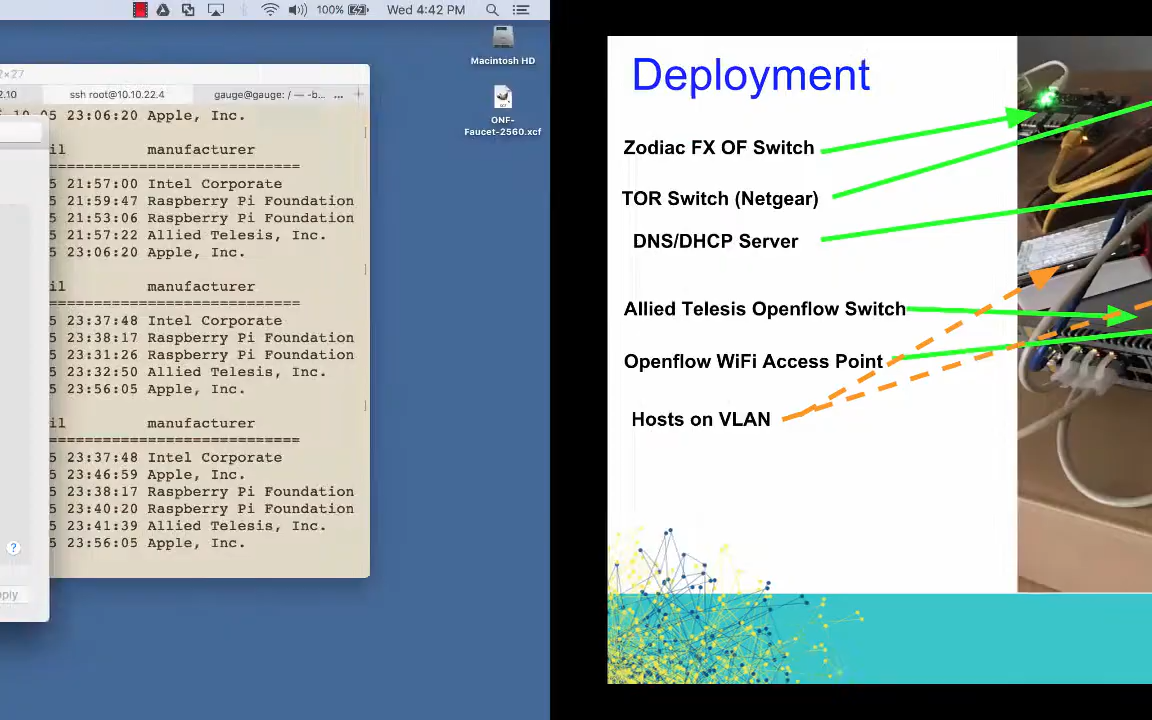 100%
Wed 4:42 PM
Macintosh HD
ONF-
Faucet-2560.xcf
2×27
2.10
ssh root@10.10.22.4
gauge@gauge: / — -b... ...
23:06:20 Apple, Inc.
il manufacturer
============================
5 21:57:00 Intel Corporate
5 21:59:47 Raspberry Pi Foundation
5 21:53:06 Raspberry Pi Foundation
5 21:57:22 Allied Telesis, Inc.
5 23:06:20 Apple, Inc.
il manufacturer
============================
5 23:37:48 Intel Corporate
5 23:38:17 Raspberry Pi Foundation
5 23:31:26 Raspberry Pi Foundation
5 23:32:50 Allied Telesis, Inc.
5 23:56:05 Apple, Inc.
il manufacturer
============================
5 23:37:48 Intel Corporate
5 23:46:59 Apple, Inc.
5 23:38:17 Raspberry Pi Foundation
5 23:40:20 Raspberry Pi Foundation
5 23:41:39 Allied Telesis, Inc.
5 23:56:05 Apple, Inc.
?
pply
Deployment
Zodiac FX OF Switch
TOR Switch (Netgear)
DNS/DHCP Server
Allied Telesis Openflow Switch
Openflow WiFi Access Point
Hosts on VLAN